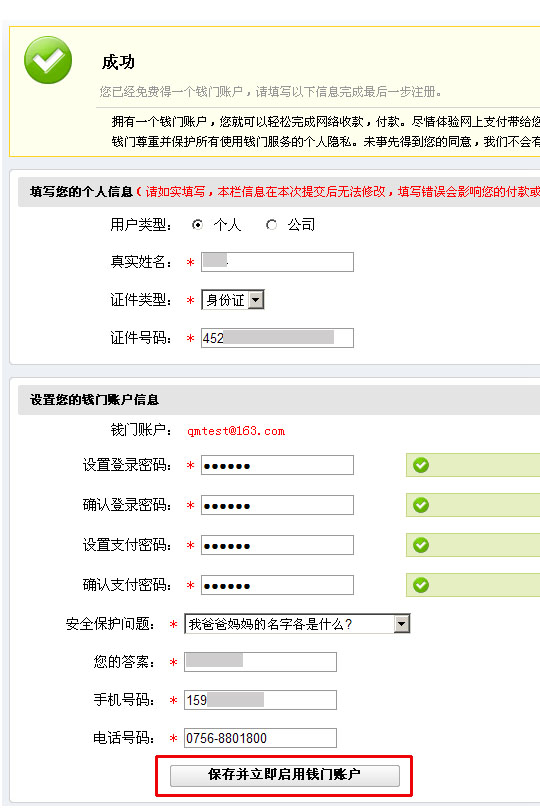 成功
您已经免费得一个钱门账户，请填写以下信息完成最后一步注册。
拥有一个钱门账户，您就可以轻松完成网络收款，付款。尽情体验网上支付带给您
钱门尊重并保护所有使用钱门服务的个人隐私。未事先得到您的同意，我们不会有
填写您的个人信息（请如实填写，本栏信息在本次提交后无法修改，填写错误会影响您的付款或
用户类型： 个人 公司
真实姓名： *
证件类型： * 身份证
证件号码： * 452
设置您的钱门账户信息
钱门账户： qmtest@163.com
设置登录密码： * ●●●●●●
确认登录密码： * ●●●●●●
设置支付密码： * ●●●●●●
确认支付密码： * ●●●●●●
安全保护问题： * 我爸爸妈妈的名字各是什么?
您的答案： *
手机号码： * 159
电话号码： * 0756-8801800
保存并立即启用钱门账户